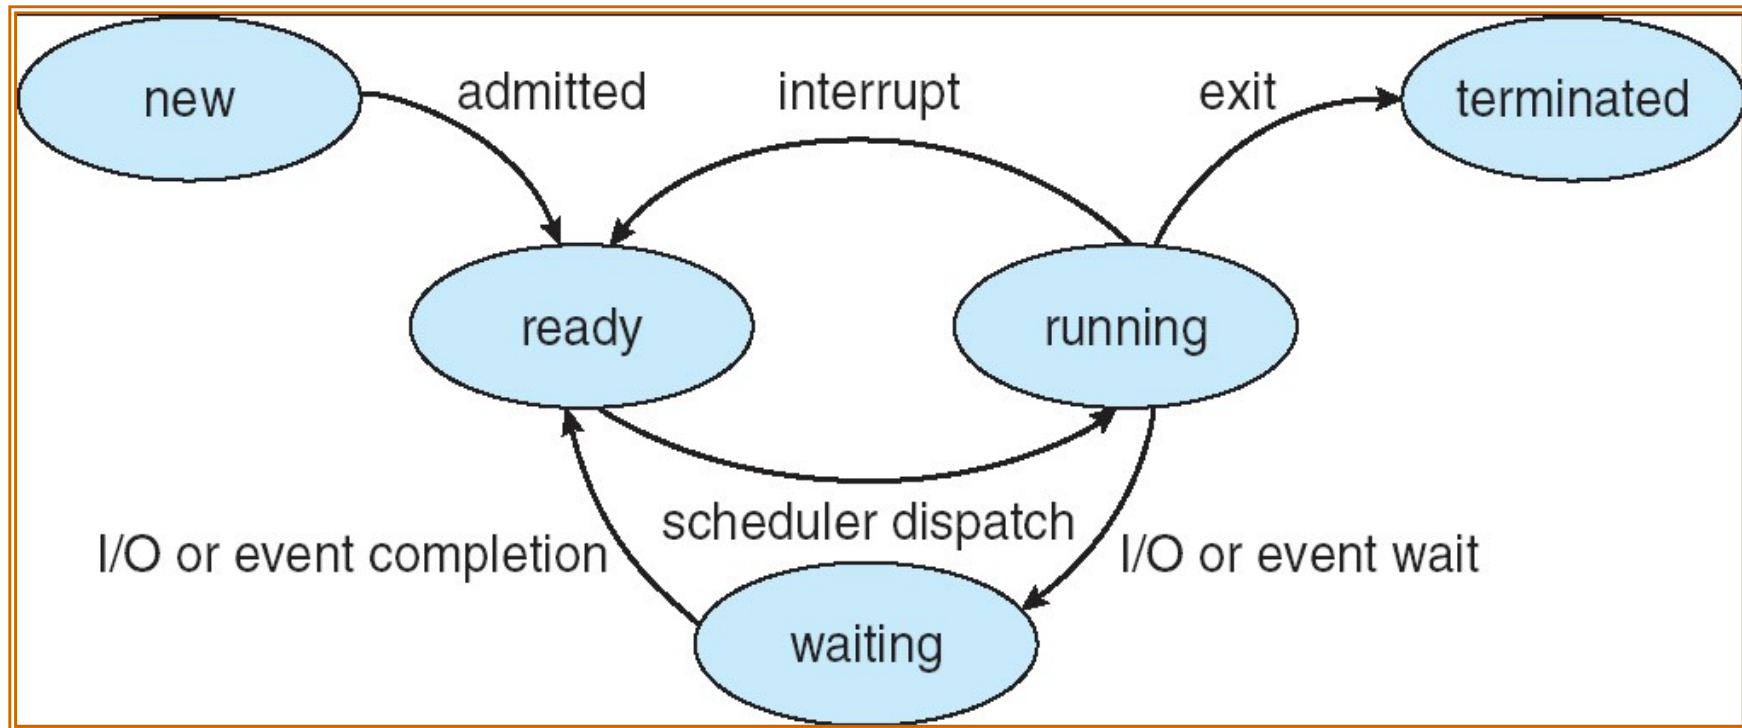 new
admitted
interrupt
exit
terminated
ready
running
scheduler dispatch
I/O or event completion
I/O or event wait
waiting